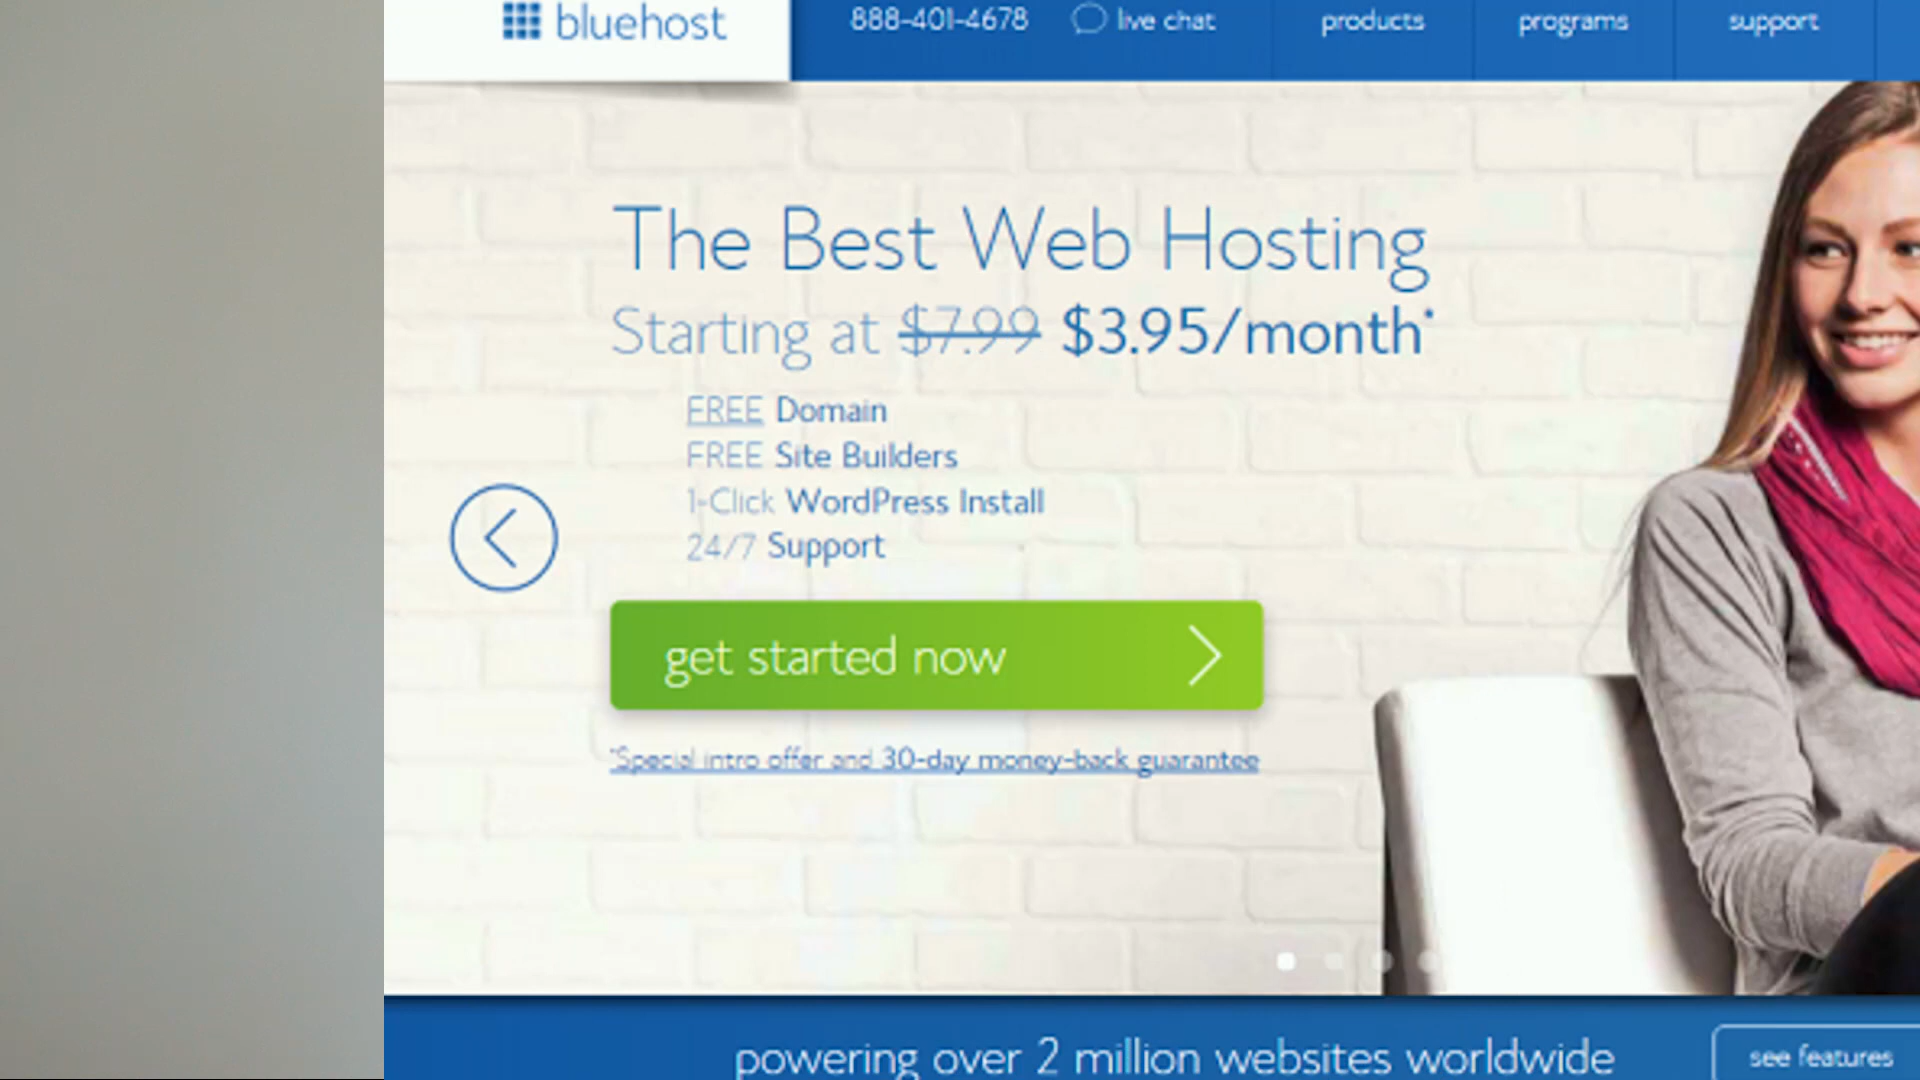 bluehost
888-401-4678 live chat products programs support
The Best Web Hosting
Starting at $7.99 $3.95/month*
FREE Domain
FREE Site Builders
1-Click WordPress Install
24/7 Support
get started now
*Special intro offer and 30-day money-back guarantee
powering over 2 million websites worldwide
see features